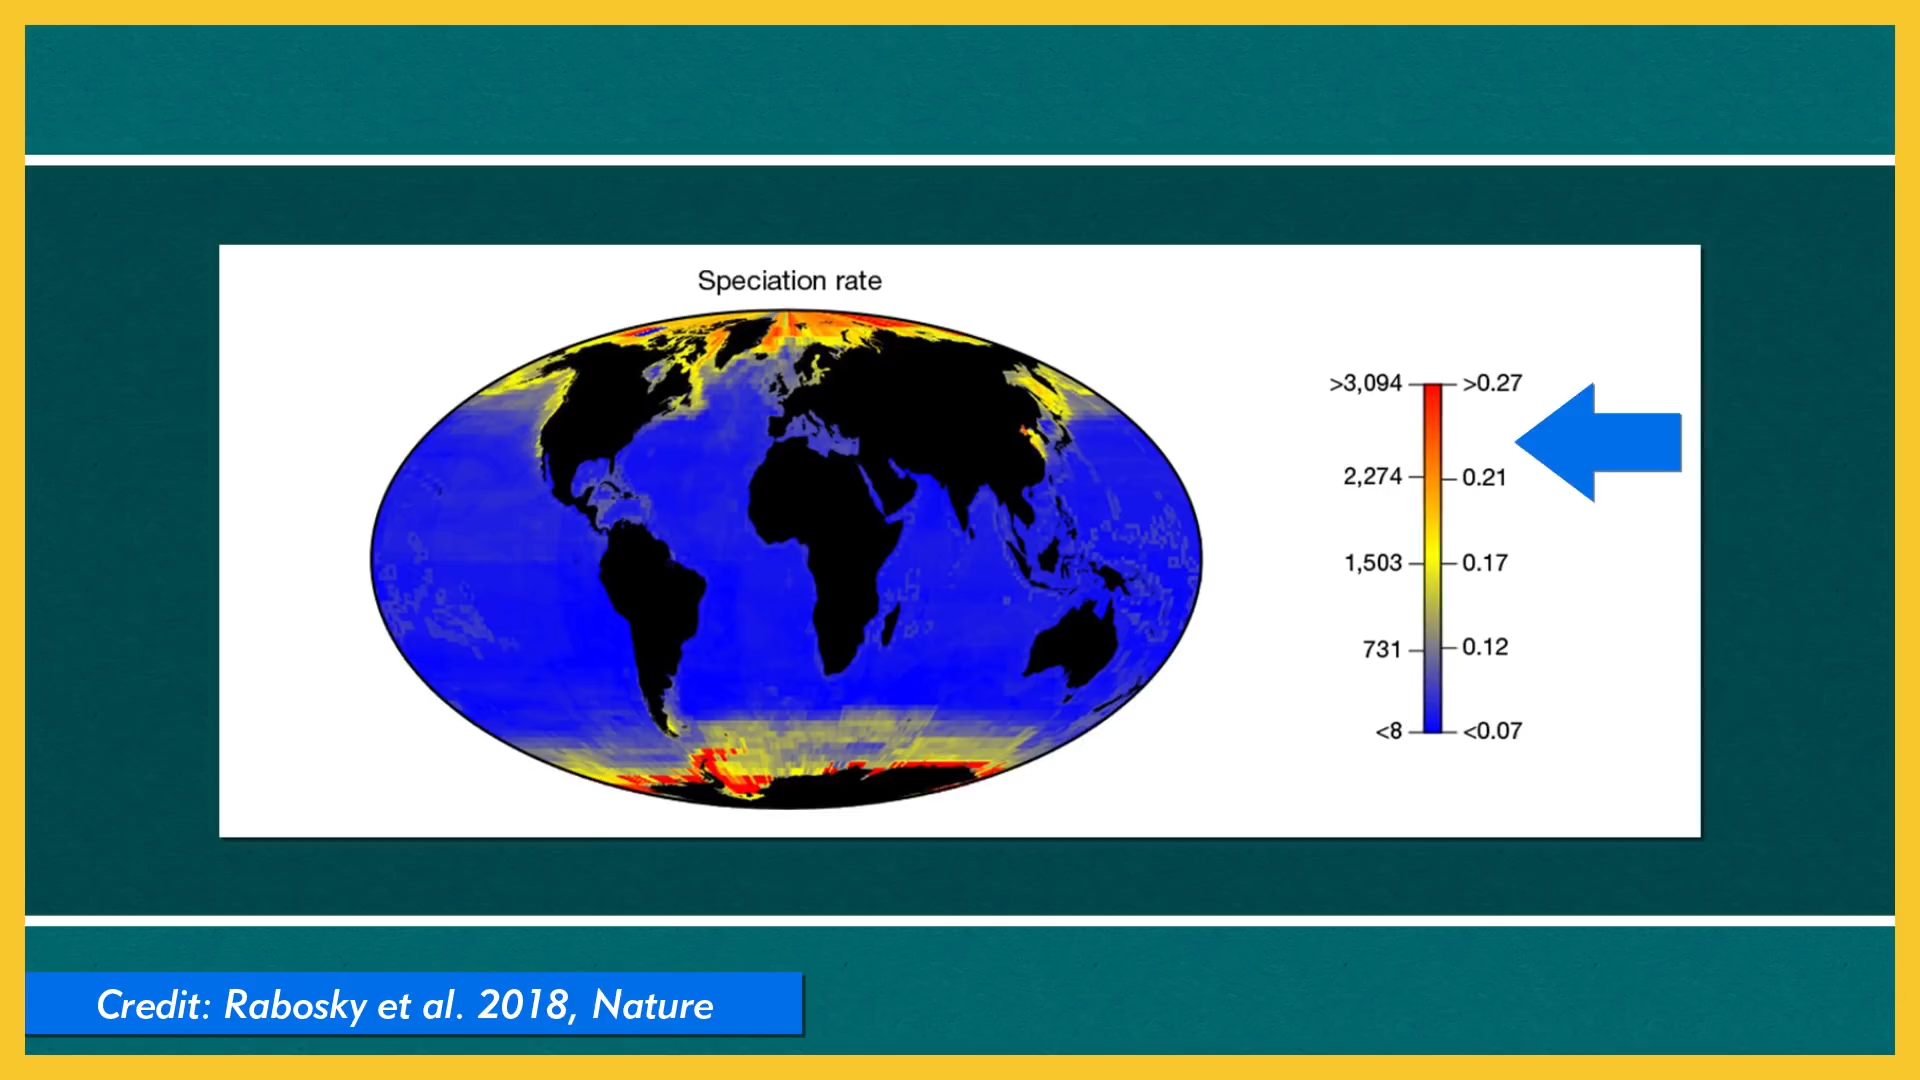 Speciation rate
>3,094 >0.27
2,274 0.21
1,503 0.17
731 0.12
<8 <0.07
Credit: Rabosky et al. 2018, Nature